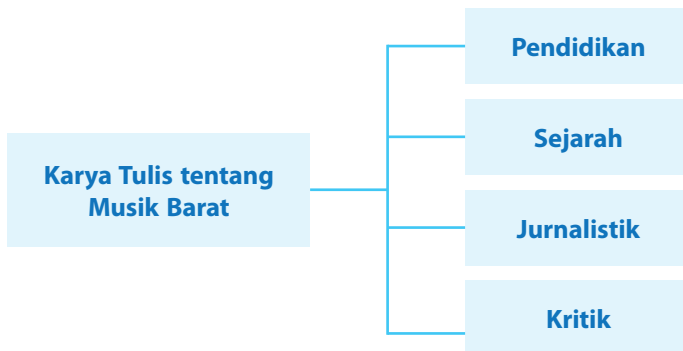 Karya Tulis tentang
Musik Barat
Pendidikan
Sejarah
Jurnalistik
Kritik